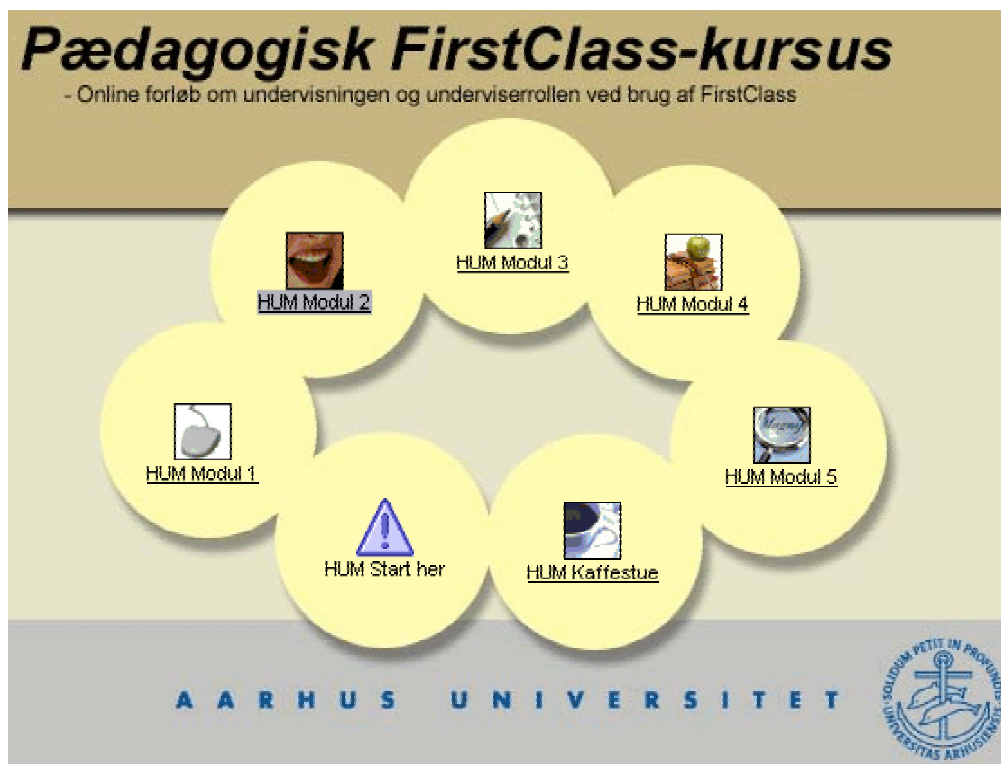 Pædagogisk FirstClass-kursus
- Online forløb om undervisningen og underviserrollen ved brug af FirstClass
HUM Modul 3
HUM Modul 2
HUM Modul 4
HUM Modul 1
HUM Modul 5
HUM Start her
HUM Kaffestue
AARHUS UNIVERSITET
SOLIDUM PETIT IN PROFUNDIS
UNIVERSITAS ARHUSIENSIS